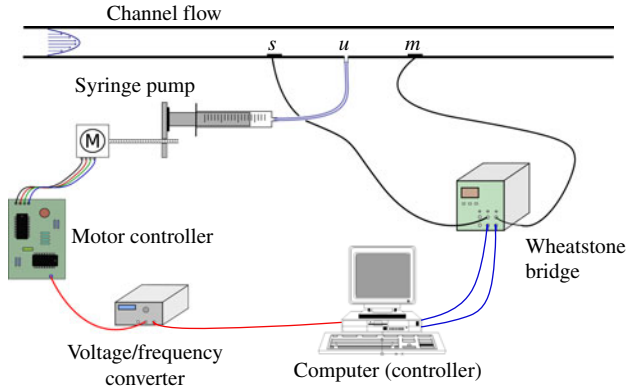 Channel flow
s u m
Syringe pump
M
Motor controller
Wheatstone
bridge
Voltage/frequency
converter
Computer (controller)